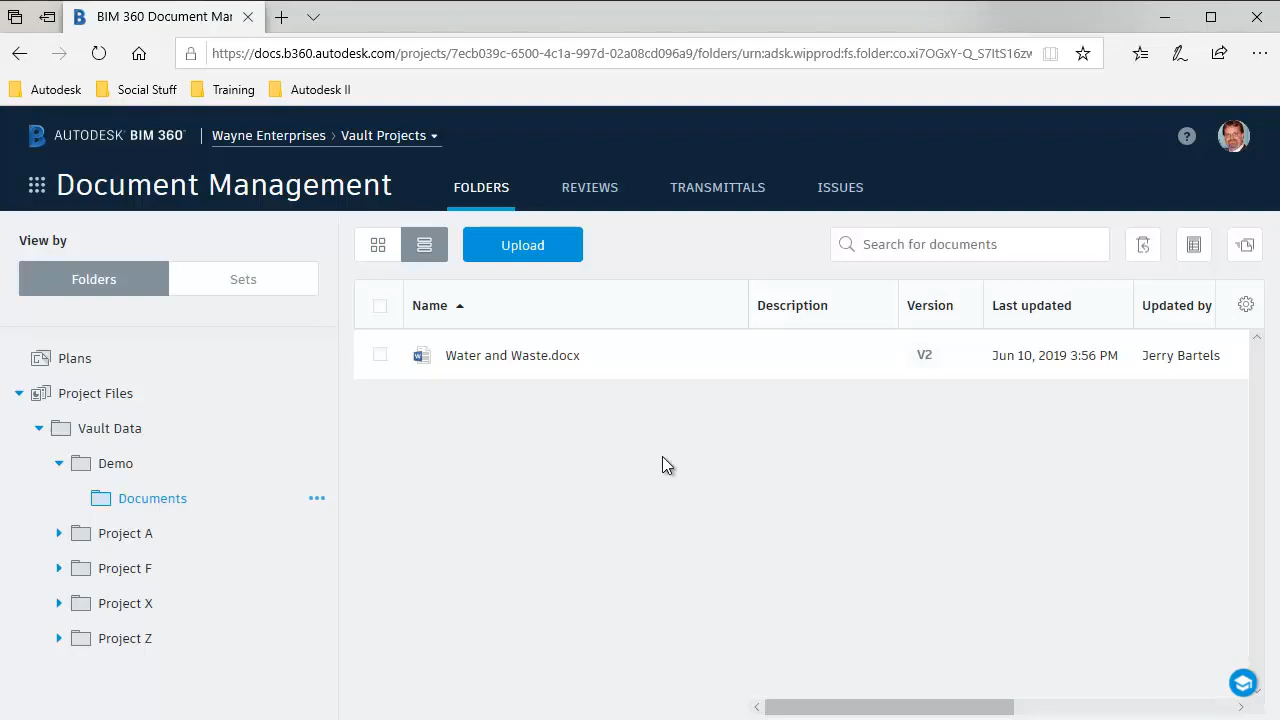 BIM 360 Document Mar
https://docs.b360.autodesk.com/projects/7ecb039c-6500-4c1a-997d-02a08cd096a9/folders/urn:adsk.wipprod:fs.folder:co.xi7OGxY-Q_S7ltS16zw
Autodesk Social Stuff Training Autodesk II
AUTODESK® BIM 360° | Wayne Enterprises > Vault Projects
Document Management FOLDERS REVIEWS TRANSMITTALS ISSUES
View by
Folders Sets
Upload Search for documents
Name Description Version Last updated Updated by
Water and Waste.docx V2 Jun 10, 2019 3:56 PM Jerry Bartels
Plans
Project Files
Vault Data
Demo
Documents
Project A
Project F
Project X
Project Z